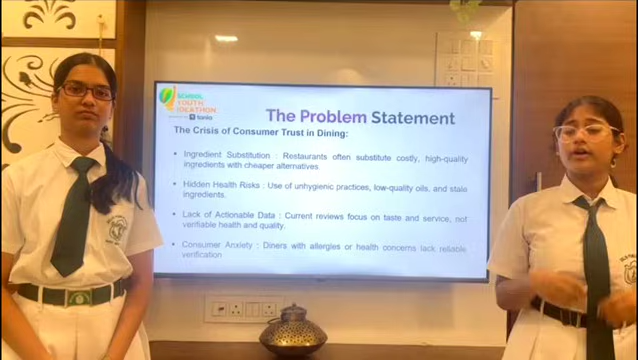 SCHOOL
YOUTH
IDEATHON
The Problem Statement
The Crisis of Consumer Trust in Dining:
• Ingredient Substitution : Restaurants often substitute costly, high-quality
ingredients with cheaper alternatives.
• Hidden Health Risks : Use of unhygienic practices, low-quality oils, and stale
ingredients.
• Lack of Actionable Data : Current reviews focus on taste and service, not
verifiable health and quality.
• Consumer Anxiety : Diners with allergies or health concerns lack reliable
verification